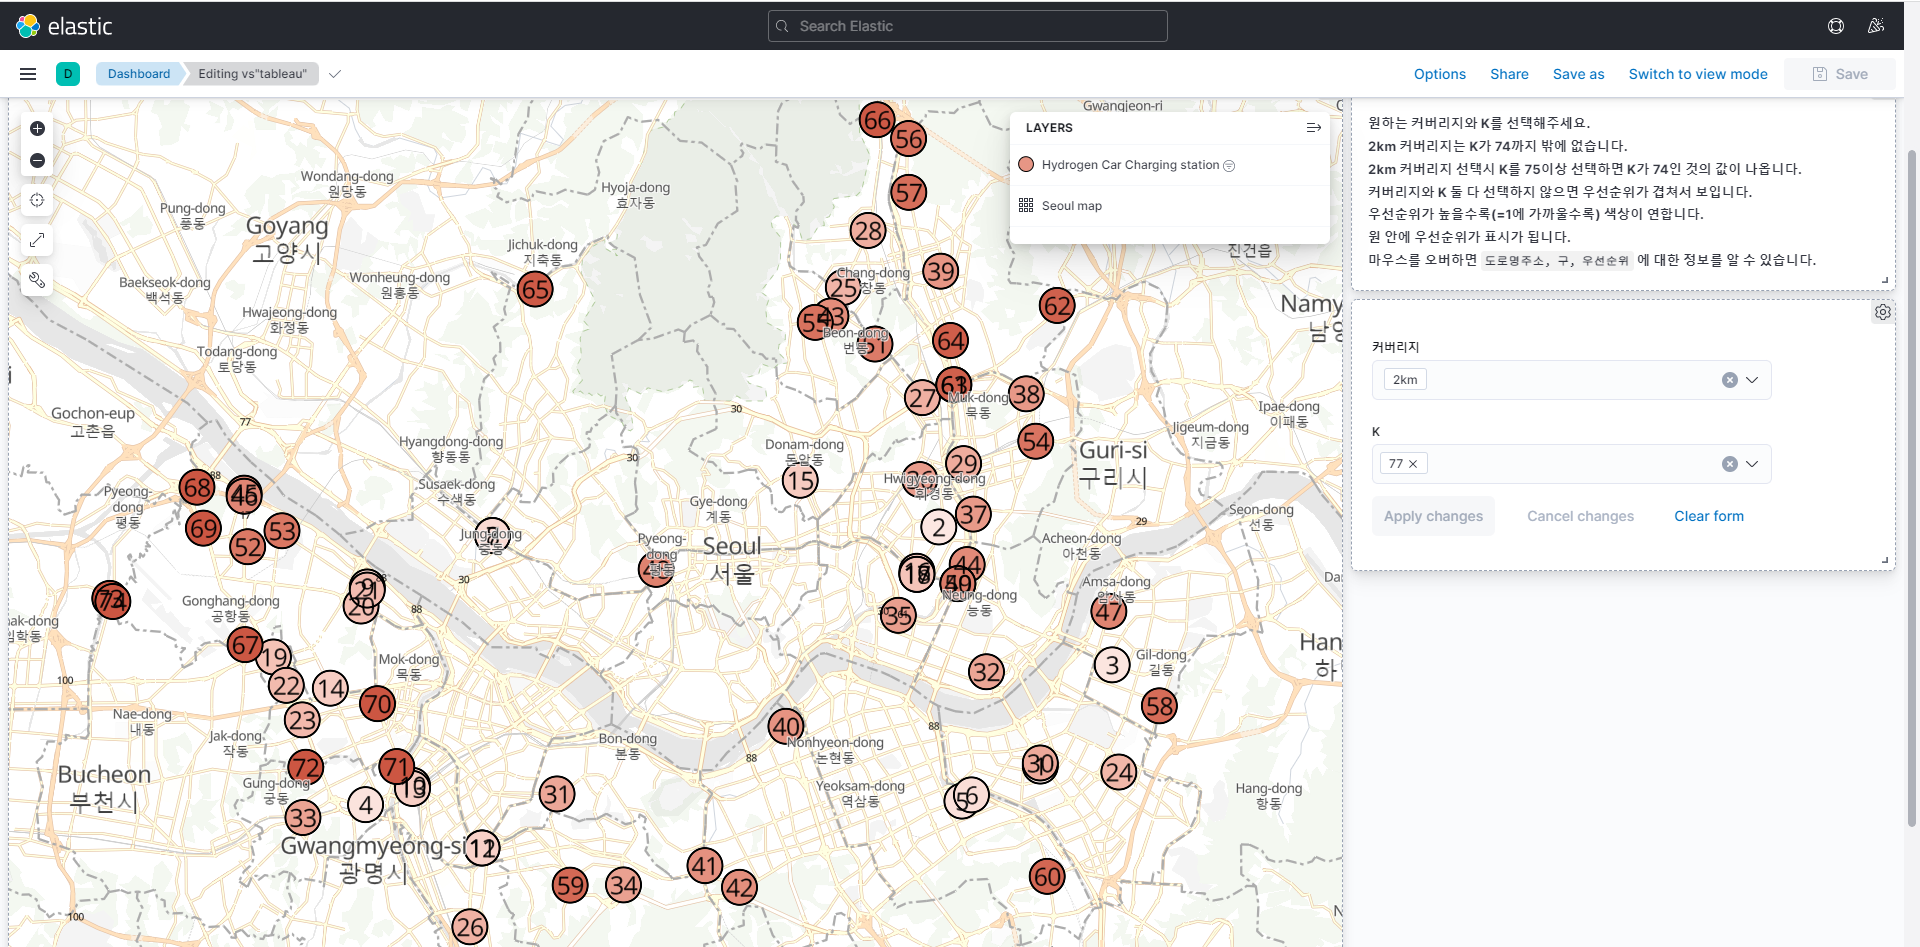 elastic
Search Elastic
D
Dashboard
Editing vs"tableau"
Options
Share
Save as
Switch to view mode
Save
LAYERS
Hydrogen Car Charging station
Seoul map
원하는 커버리지와 K를 선택해주세요.
2km 커버리지는 K가 74까지 밖에 없습니다.
2km 커버리지 선택시 K를 75이상 선택하면 K가 74인 것의 값이 나옵니다.
커버리지와 K 둘 다 선택하지 않으면 우선순위가 겹쳐서 보입니다.
우선순위가 높을수록(=1에 가까울수록) 색상이 연합니다.
원 안에 우선순위가 표시가 됩니다.
마우스를 오버하면 도로명주소, 구, 우선순위 에 대한 정보를 알 수 있습니다.
커버리지
2km
K
77
Apply changes
Cancel changes
Clear form
Gwangjeon-ri
66
56
57
28
39
Wondang-dong
원당동
Hyoja-dong
효자동
Pung-dong
풍동
Goyang
고양시
Jichuk-dong
지축동
65
진건읍
Baekseok-dong
백석동
Wonheung-dong
원흥동
Chang-dong
창동
25
62
Hwajeong-dong
화정동
55
43
Beon-dong
번동
51
64
Todang-dong
토당동
63
27
38
Muk-dong
묵동
Gochon-eup
고촌읍
77
30
Ipae-dong
이패동
Jigeum-dong
지금동
54
Guri-si
구리시
Hyangdong-dong
향동동
30
Donam-dong
돈암동
15
29
Hwigyeong-dong
휘경동
36
68
88
Pyeong-
dong
평동
Susaek-dong
수색동
Gye-dong
계동
37
2
29
Seon-dong
선동
69
53
52
Jung-dong
중동
Pyeong-
dong
평동
Seoul
서울
Acheon-dong
아천동
44
73
74
21
20
88
30
Amsa-dong
암사동
Neung-dong
능동
47
35
Gonghang-dong
공항동
67
19
22
14
70
23
Mok-dong
목동
32
3
Gil-dong
길동
58
100
Nae-dong
내동
Jak-dong
작동
Bon-dong
본동
40
88
88
Nonhyeon-dong
논현동
30
24
72
71
Gung-dong
궁동
4
33
31
Yeoksam-dong
역삼동
5
6
Hang-dong
항동
Bucheon
부천시
Gwangmyeong-si
광명시
59
34
41
42
60
26
100